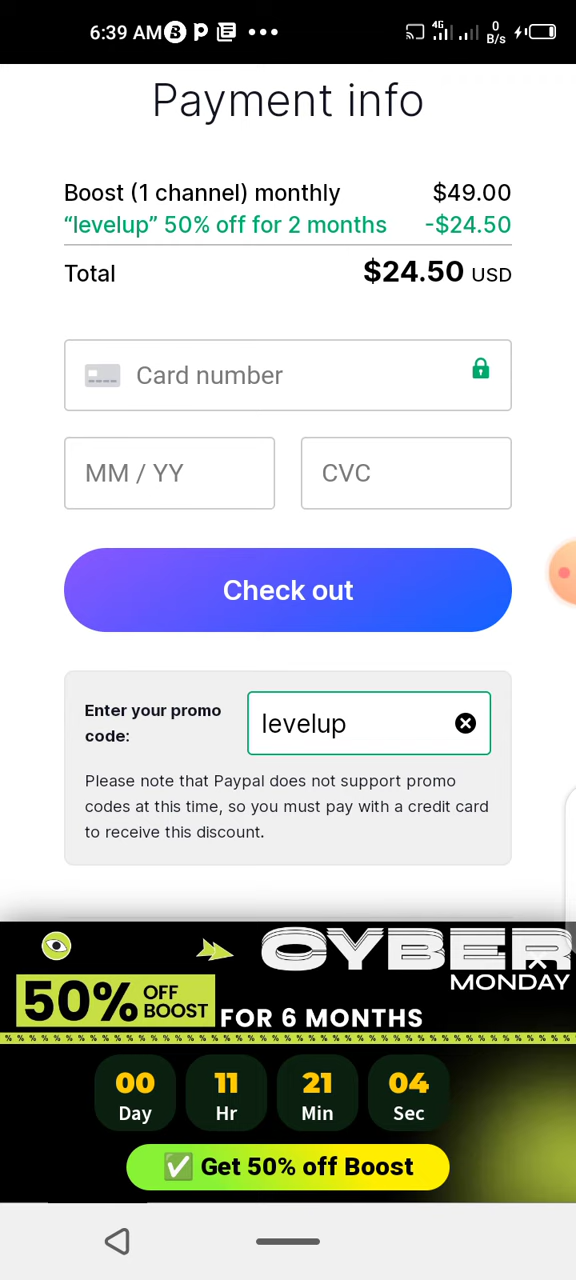 6:39 AM
4G
0
B/s
Payment info
Boost (1 channel) monthly $49.00
“levelup” 50% off for 2 months -$24.50
Total $24.50 USD
Card number
MM / YY CVC
Check out
Enter your promo
code:
levelup
Please note that Paypal does not support promo
codes at this time, so you must pay with a credit card
to receive this discount.
CYBER
MONDAY
50% OFF
BOOST FOR 6 MONTHS
00 11 21 04
Day Hr Min Sec
✅ Get 50% off Boost